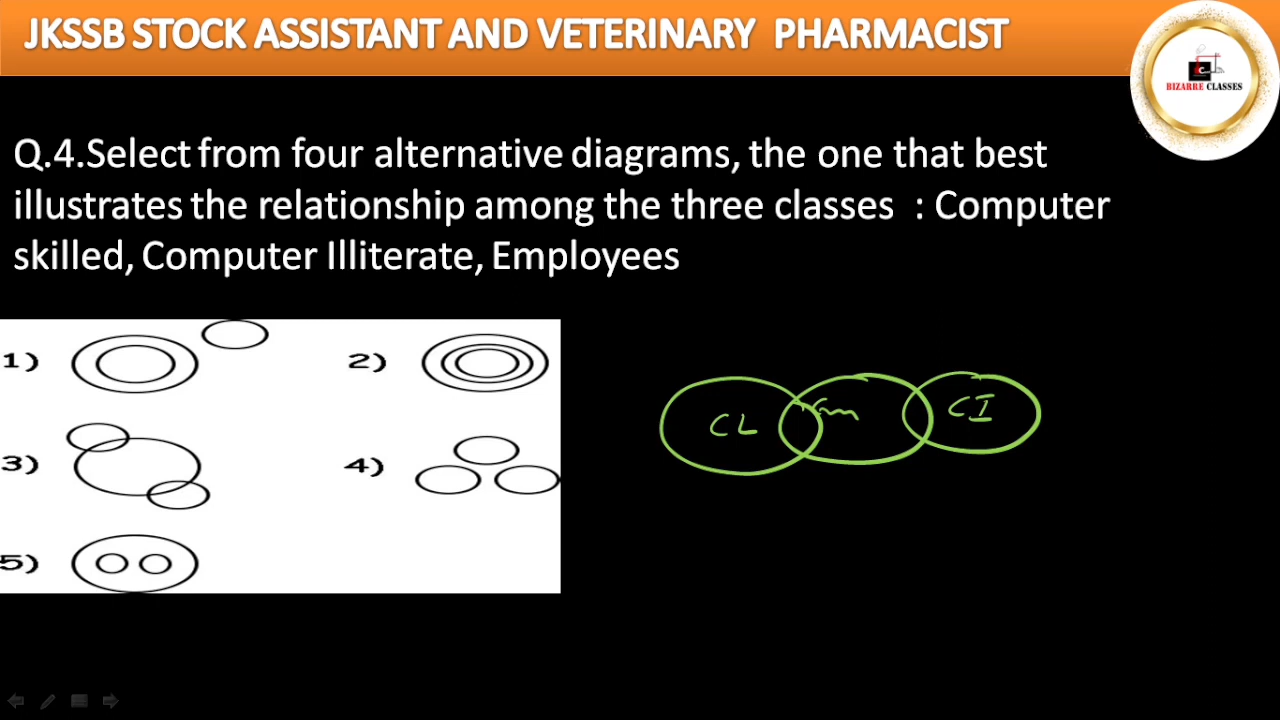 JKSSB STOCK ASSISTANT AND VETERINARY PHARMACIST
BIZARRE CLASSES
Q.4.Select from four alternative diagrams, the one that best
illustrates the relationship among the three classes : Computer
skilled, Computer Illiterate, Employees
1)
2)
3)
4)
5)
CL
Em
CI